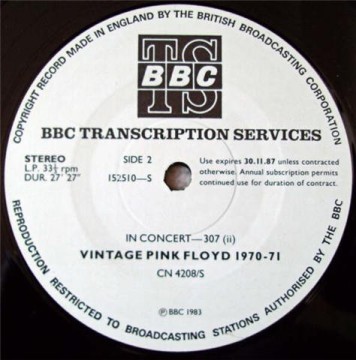 COPYRIGHT RECORD MADE IN ENGLAND BY THE BRITISH BROADCASTING CORPORATION
TS
BBC
BBC TRANSCRIPTION SERVICES
STEREO
L.P. 33⅓ rpm
DUR. 27' 27"
SIDE 2
152510—S
Use expires 30.11.87 unless contracted
otherwise. Annual subscription permits
continued use for duration of contract.
IN CONCERT—307 (ii)
VINTAGE PINK FLOYD 1970-71
CN 4208/S
Ⓟ BBC 1983
REPRODUCTION RESTRICTED TO BROADCASTING STATIONS AUTHORISED BY THE BBC